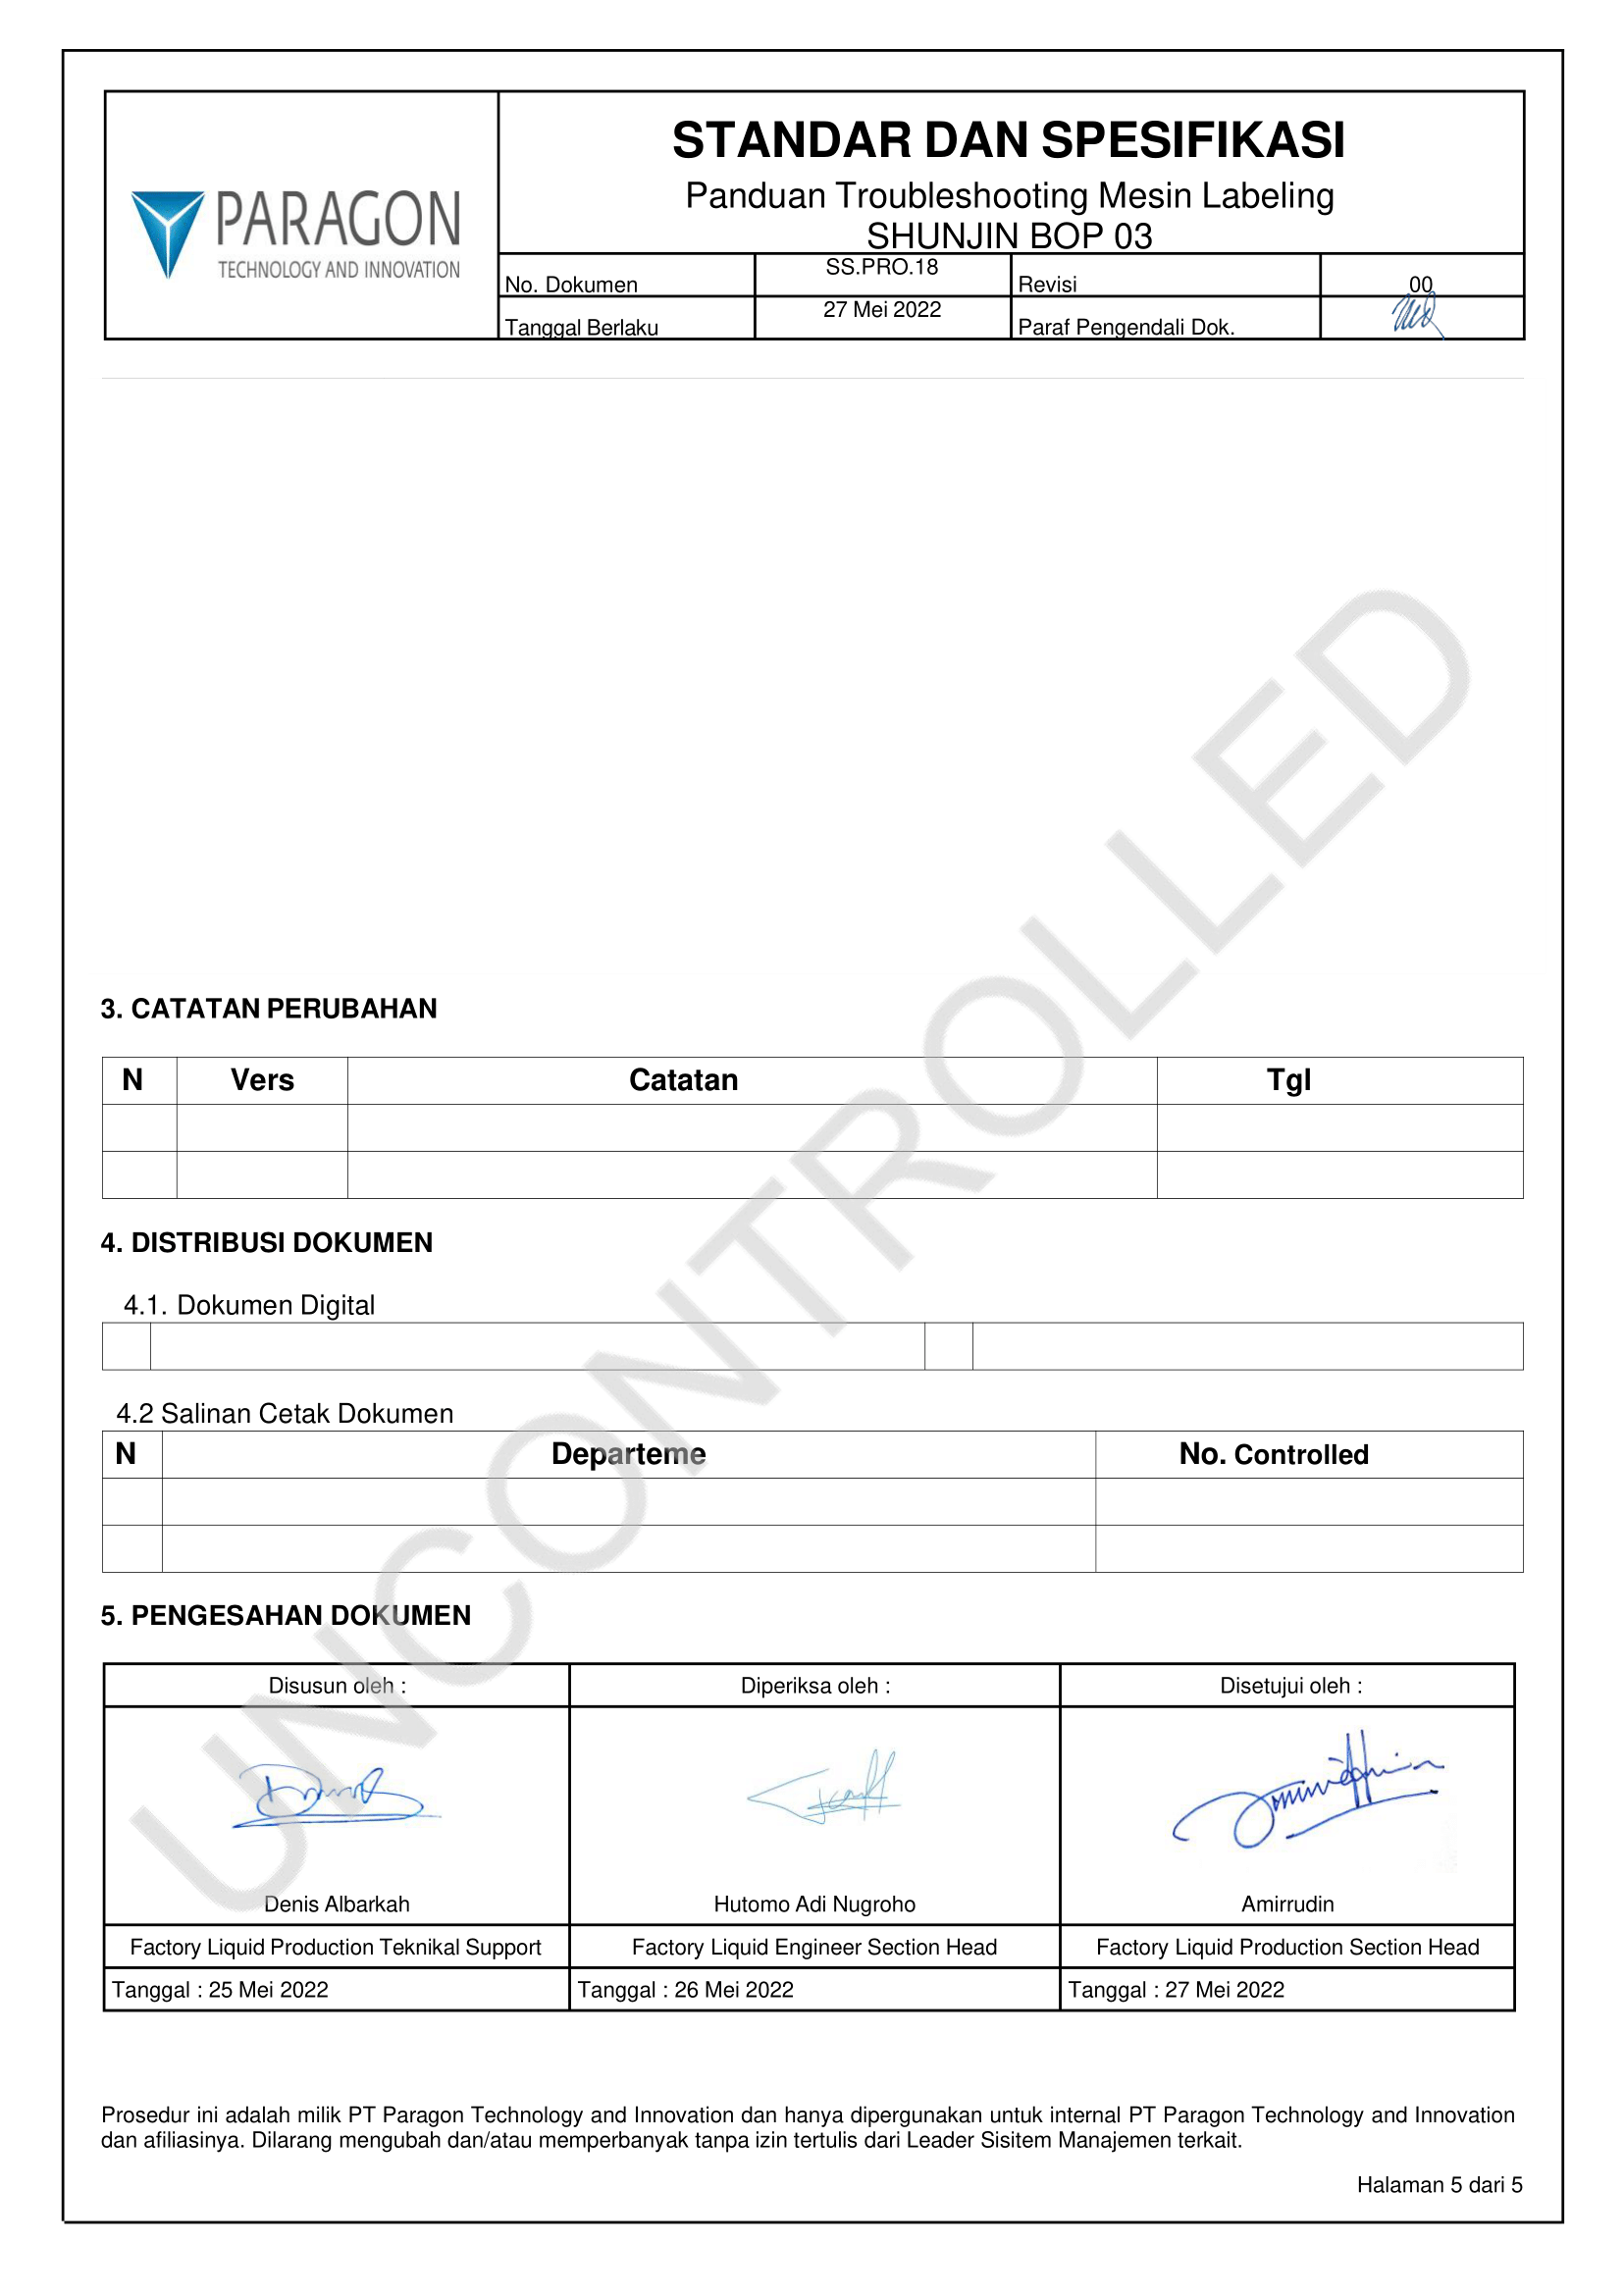 PARAGON
TECHNOLOGY AND INNOVATION
STANDAR DAN SPESIFIKASI
Panduan Troubleshooting Mesin Labeling
SHUNJIN BOP 03
No. Dokumen SS.PRO.18 Revisi 00
Tanggal Berlaku 27 Mei 2022 Paraf Pengendali Dok.
UNCONTROLLED
3. CATATAN PERUBAHAN
N Vers Catatan Tgl
4. DISTRIBUSI DOKUMEN
4.1. Dokumen Digital
4.2 Salinan Cetak Dokumen
N Departeme No. Controlled
5. PENGESAHAN DOKUMEN
Disusun oleh : Diperiksa oleh : Disetujui oleh :
Denis Albarkah Hutomo Adi Nugroho Amirrudin
Factory Liquid Production Teknikal Support Factory Liquid Engineer Section Head Factory Liquid Production Section Head
Tanggal : 25 Mei 2022 Tanggal : 26 Mei 2022 Tanggal : 27 Mei 2022
Prosedur ini adalah milik PT Paragon Technology and Innovation dan hanya dipergunakan untuk internal PT Paragon Technology and Innovation
dan afiliasinya. Dilarang mengubah dan/atau memperbanyak tanpa izin tertulis dari Leader Sisitem Manajemen terkait.
Halaman 5 dari 5